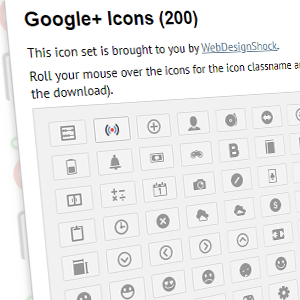 Google+ Icons (200)
This icon set is brought to you by WebDesignShock.
Roll your mouse over the icons for the icon classname
the download).